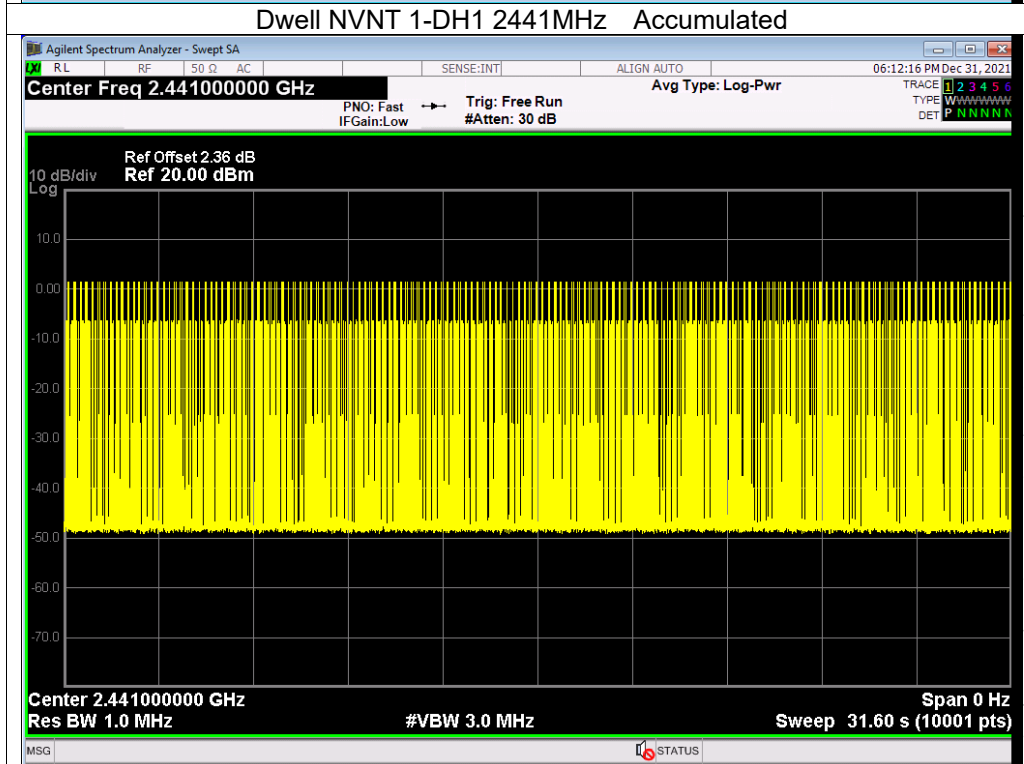 Dwell NVNT 1-DH1 2441MHz Accumulated
Agilent Spectrum Analyzer - Swept SA
LXI RL RF 50 Ω AC SENSE:INT ALIGN AUTO 06:12:16 PM Dec 31, 2021
Center Freq 2.441000000 GHz Avg Type: Log-Pwr TRACE 1 2 3 4 5 6
PNO: Fast Trig: Free Run TYPE WWWWWW
IFGain:Low #Atten: 30 dB DET P N N N N N
Ref Offset 2.36 dB
10 dB/div Ref 20.00 dBm
Log
10.0
0.00
-10.0
-20.0
-30.0
-40.0
-50.0
-60.0
-70.0
Center 2.441000000 GHz Span 0 Hz
Res BW 1.0 MHz #VBW 3.0 MHz Sweep 31.60 s (10001 pts)
MSG STATUS